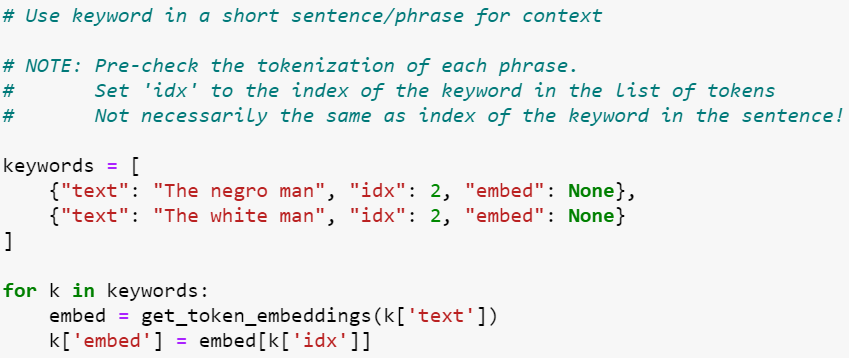 # Use keyword in a short sentence/phrase for context
# NOTE: Pre-check the tokenization of each phrase.
#       Set 'idx' to the index of the keyword in the list of tokens
#       Not necessarily the same as index of the keyword in the sentence!
keywords = [
    {"text": "The negro man", "idx": 2, "embed": None},
    {"text": "The white man", "idx": 2, "embed": None}
]
for k in keywords:
    embed = get_token_embeddings(k['text'])
    k['embed'] = embed[k['idx']]